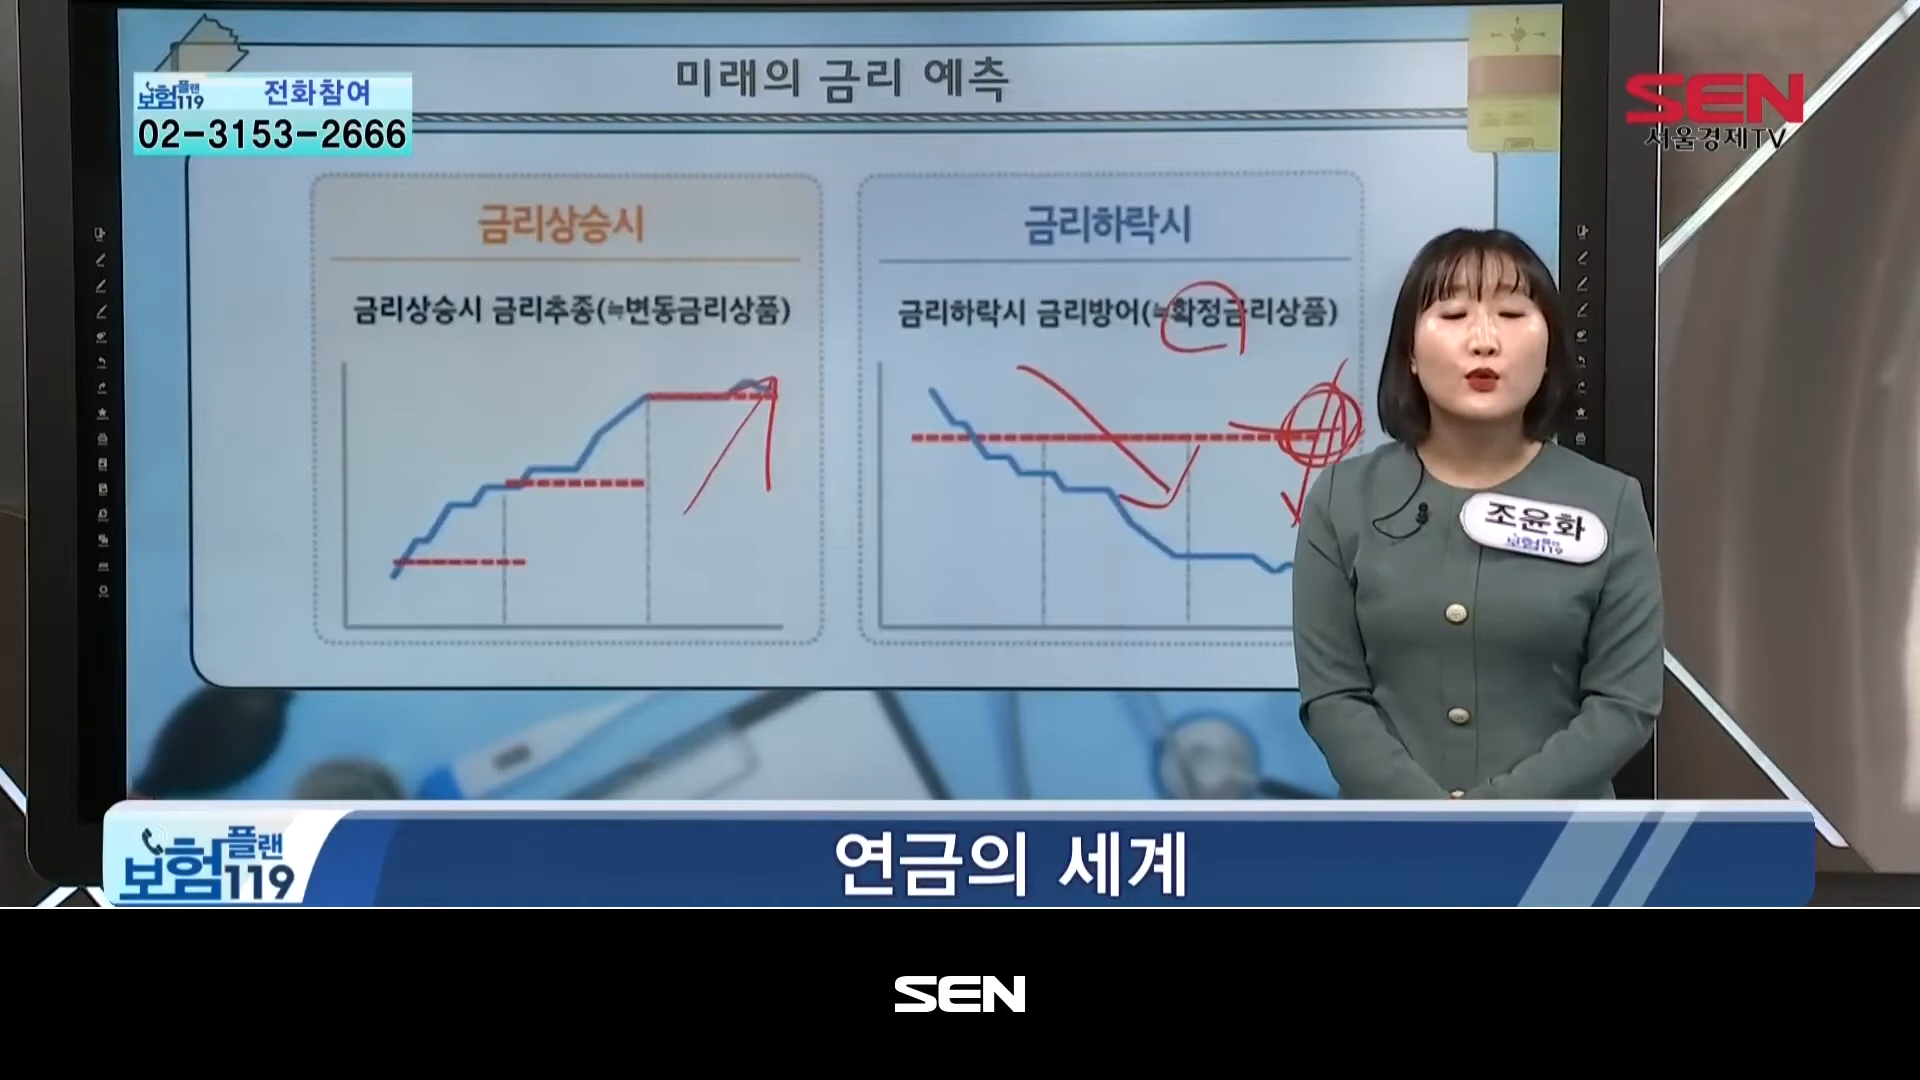 미래의 금리 예측
보험플랜119 전화참여
02-3153-2666
SEN
서울경제TV
금리상승시
금리상승시 금리추종(≒변동금리상품)
금리하락시
금리하락시 금리방어(≒확정금리상품)
조윤화
보험플랜119
보험플랜119
연금의 세계
SEN